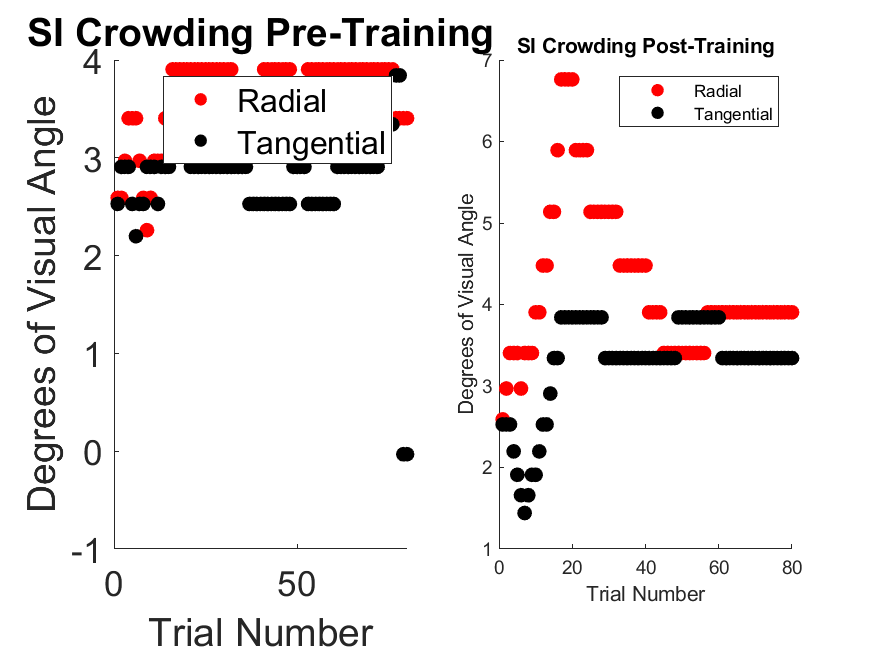 SI Crowding Pre-Training
4
3
2
1
0
-1
0
50
Degrees of Visual Angle
Trial Number
Radial
Tangential
SI Crowding Post-Training
7
6
5
4
3
2
1
0
20
40
60
80
Degrees of Visual Angle
Trial Number
Radial
Tangential